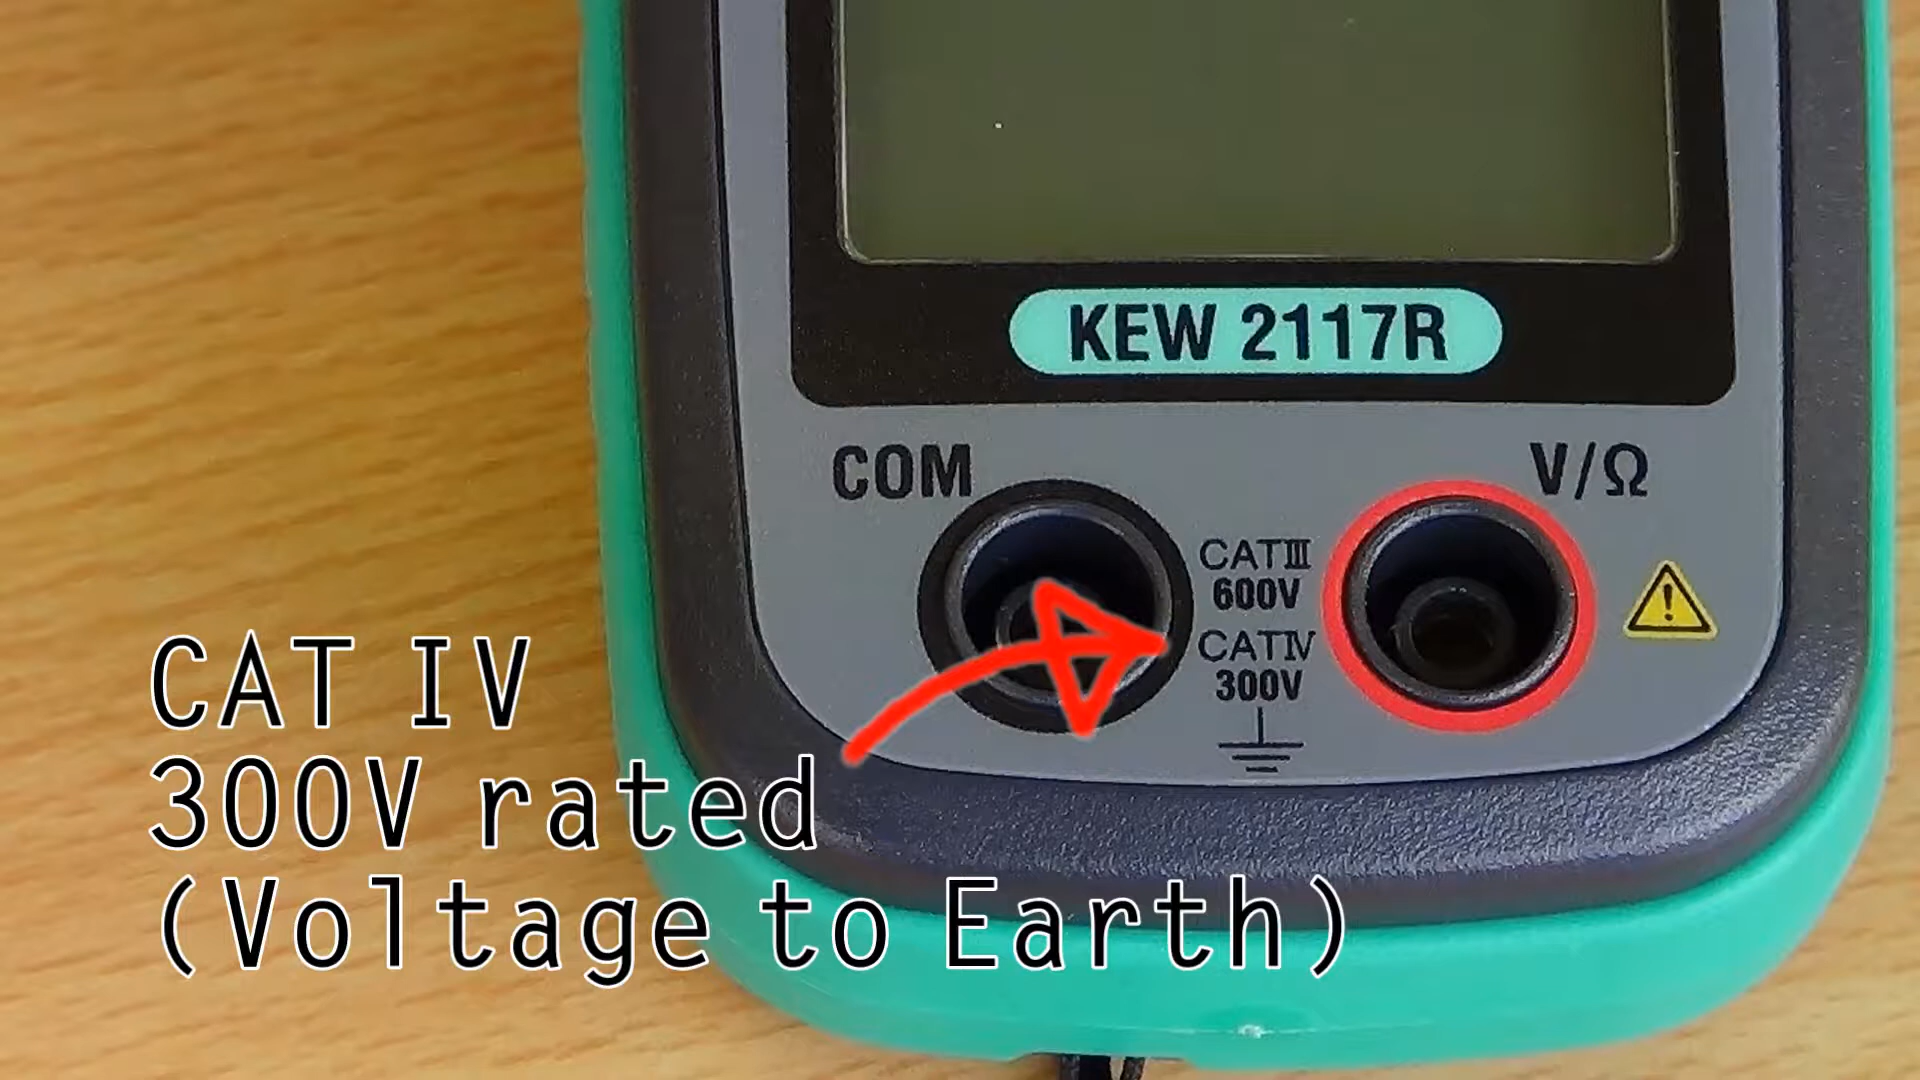 KEW 2117R
COM
V/Ω
CATⅢ
600V
CATⅣ
300V
CAT IV
300V rated
(Voltage to Earth)